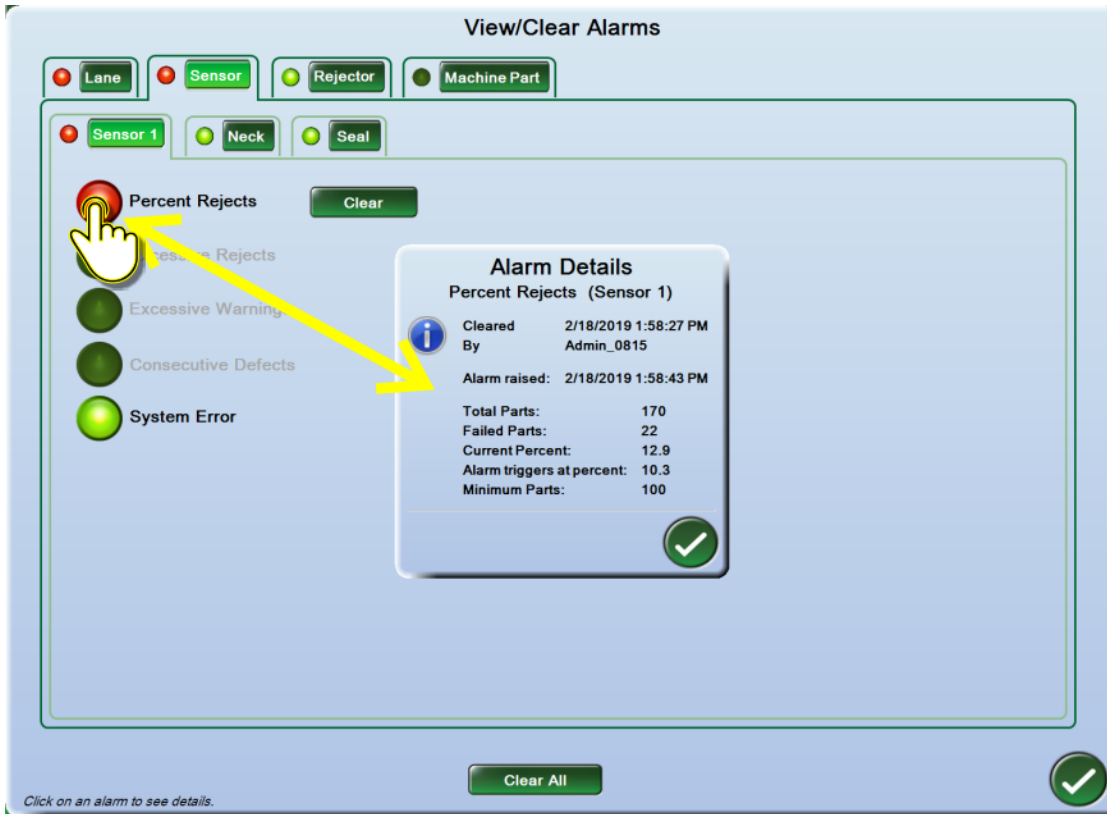 View/Clear Alarms
Lane Sensor Rejector Machine Part
Sensor 1 Neck Seal
Percent Rejects Clear
Rejects
Excessive Warning
Consecutive Defects
System Error
Alarm Details
Percent Rejects (Sensor 1)
Cleared 2/18/2019 1:58:27 PM
By Admin_0815
Alarm raised: 2/18/2019 1:58:43 PM
Total Parts: 170
Failed Parts: 22
Current Percent: 12.9
Alarm triggers at percent: 10.3
Minimum Parts: 100
Clear All
Click on an alarm to see details.